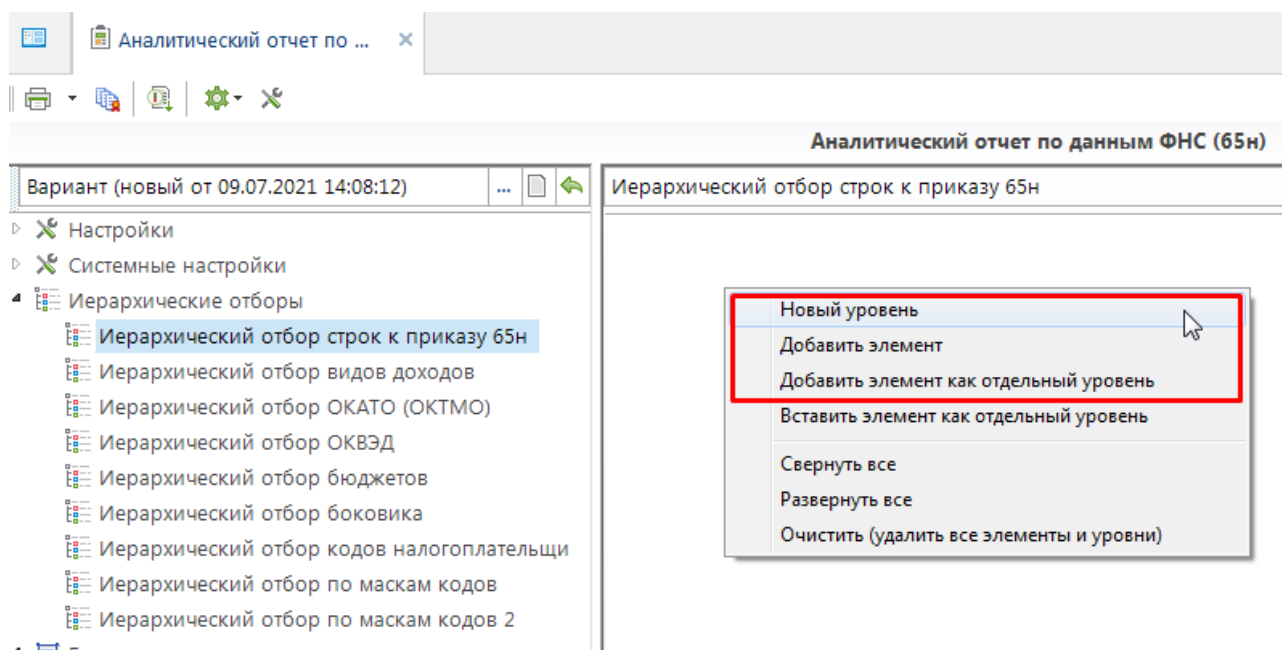 Аналитический отчет по ...
Аналитический отчет по данным ФНС (65н)
Вариант (новый от 09.07.2021 14:08:12)
...
Иерархический отбор строк к приказу 65н
Настройки
Системные настройки
Иерархические отборы
Иерархический отбор строк к приказу 65н
Иерархический отбор видов доходов
Иерархический отбор ОКАТО (ОКТМО)
Иерархический отбор ОКВЭД
Иерархический отбор бюджетов
Иерархический отбор боковика
Иерархический отбор кодов налогоплательщи
Иерархический отбор по маскам кодов
Иерархический отбор по маскам кодов 2
Новый уровень
Добавить элемент
Добавить элемент как отдельный уровень
Вставить элемент как отдельный уровень
Свернуть все
Развернуть все
Очистить (удалить все элементы и уровни)